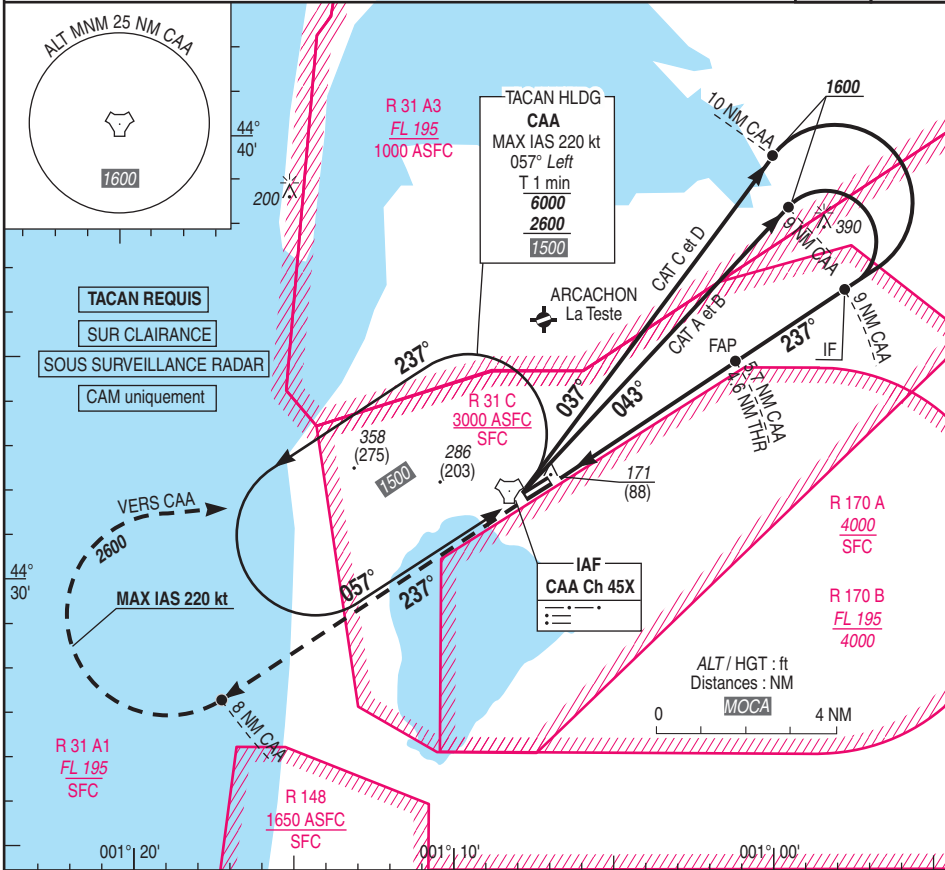 ALT MNM 25 NM CAA
1600
44°
40'
200
R 31 A3
FL 195
1000 ASFC
TACAN HLDG
CAA
MAX IAS 220 kt
057° Left
T 1 min
6000
2600
1500
10 NM CAA
1600
9 NM CAA
390
CAT C et D
CAT A et B
ARCACHON
La Teste
TACAN REQUIS
SUR CLAIRANCE
SOUS SURVEILLANCE RADAR
CAM uniquement
237°
FAP
237°
IF
9 NM CAA
5.7 NM CAA
4.6 NM THR
037°
043°
R 31 C
3000 ASFC
SFC
358
(275)
286
(203)
1500
171
(88)
VERS CAA
2600
MAX IAS 220 kt
057°
237°
IAF
CAA Ch 45X
R 170 A
4000
SFC
R 170 B
FL 195
4000
44°
30'
8 NM CAA
ALT / HGT : ft
Distances : NM
MOCA
0 4 NM
R 31 A1
FL 195
SFC
R 148
1650 ASFC
SFC
001° 20'
001° 10'
001° 00'